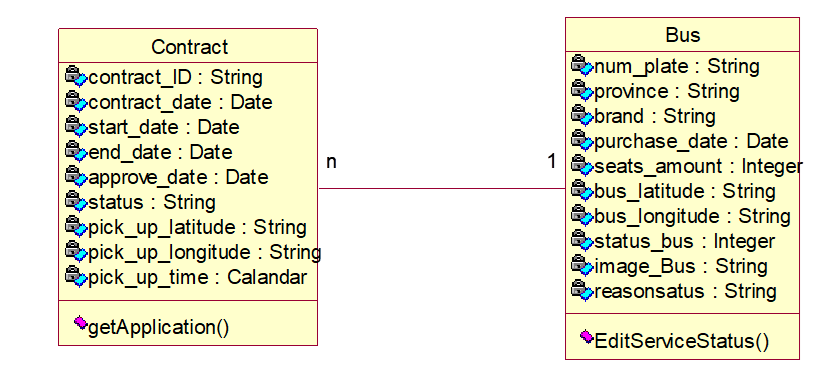 Contract
contract_ID : String
contract_date : Date
start_date : Date
end_date : Date
approve_date : Date
status : String
pick_up_latitude : String
pick_up_longitude : String
pick_up_time : Calandar
getApplication()
n
1
Bus
num_plate : String
province : String
brand : String
purchase_date : Date
seats_amount : Integer
bus_latitude : String
bus_longitude : String
status_bus : Integer
image_Bus : String
reasonsatus : String
EditServiceStatus()